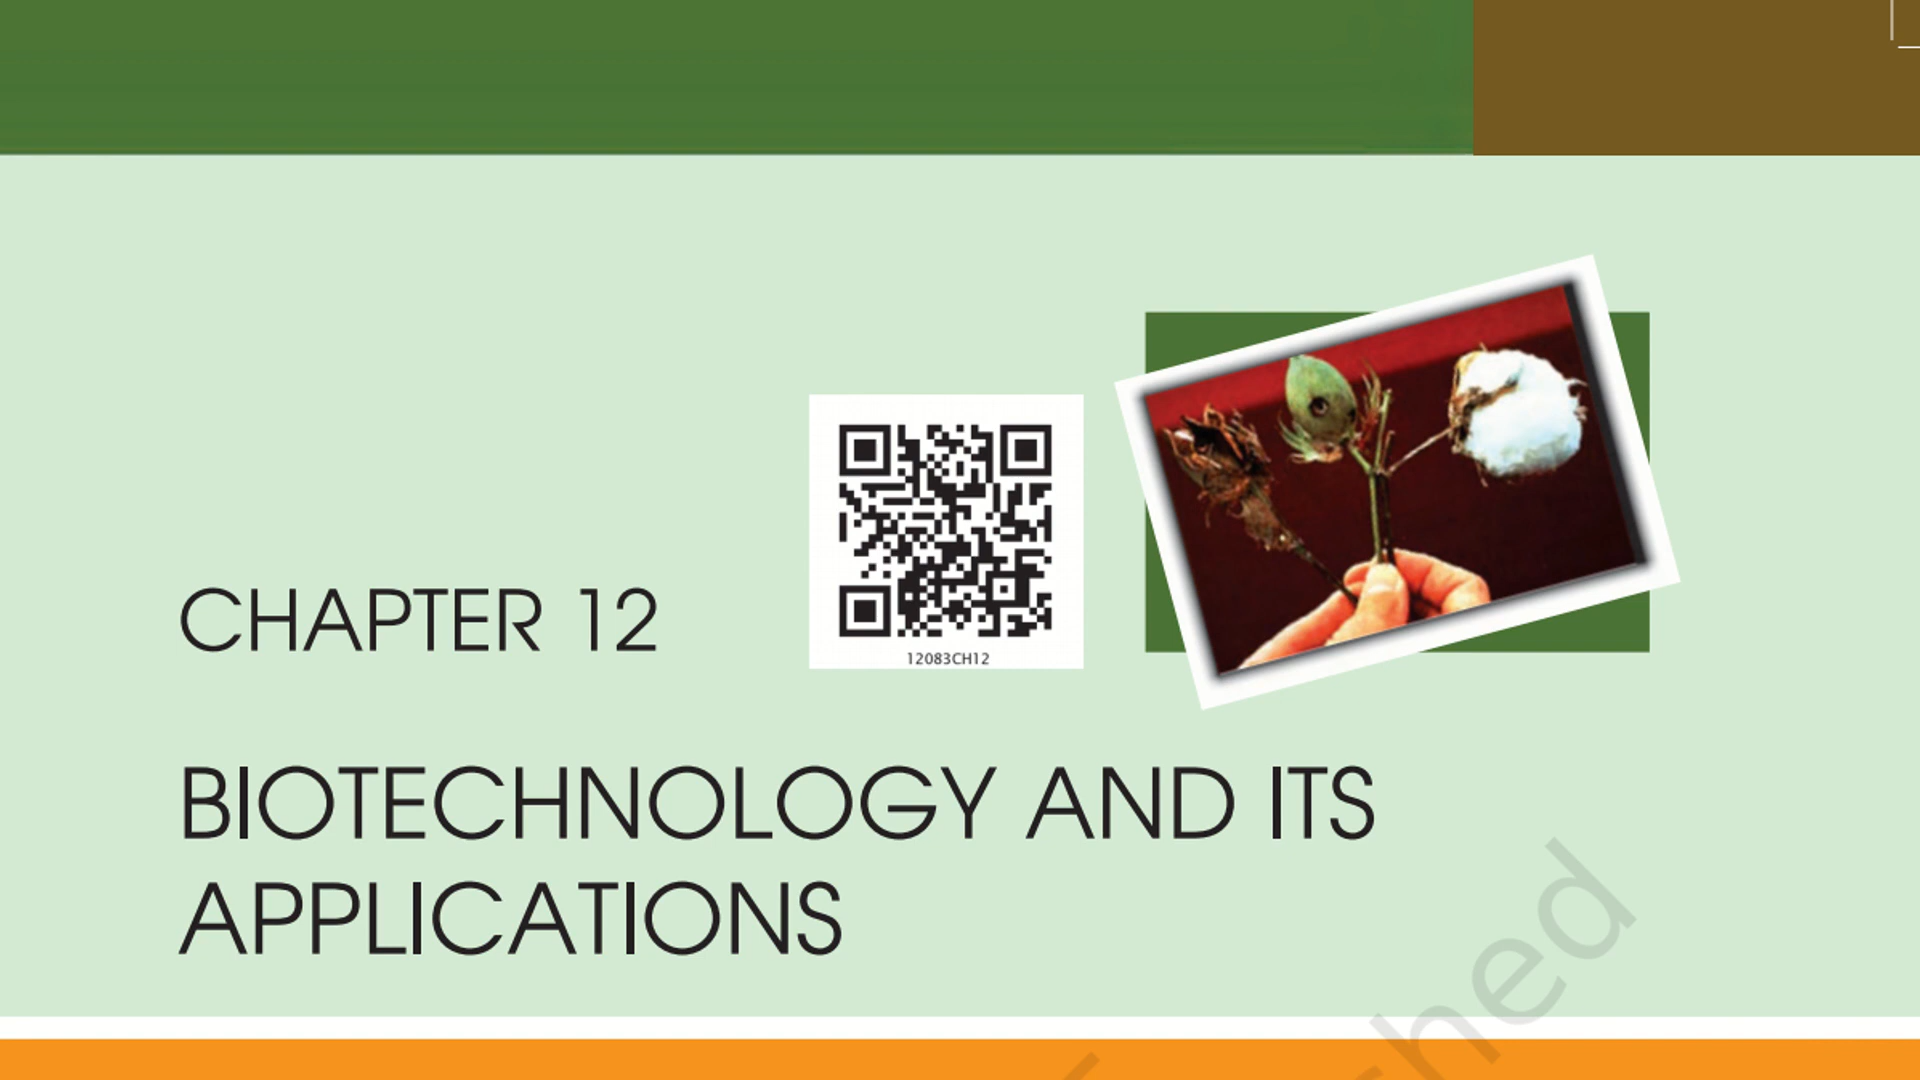 12083CH12
CHAPTER 12
BIOTECHNOLOGY AND ITS
APPLICATIONS